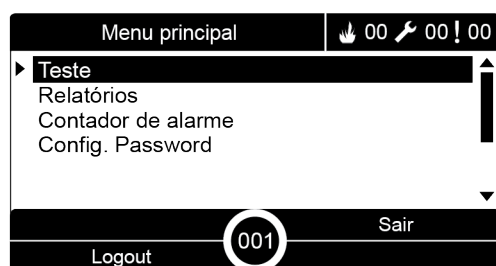 Menu principal 00 00 00
Teste
Relatórios
Contador de alarme
Config. Password
Sair
001
Logout